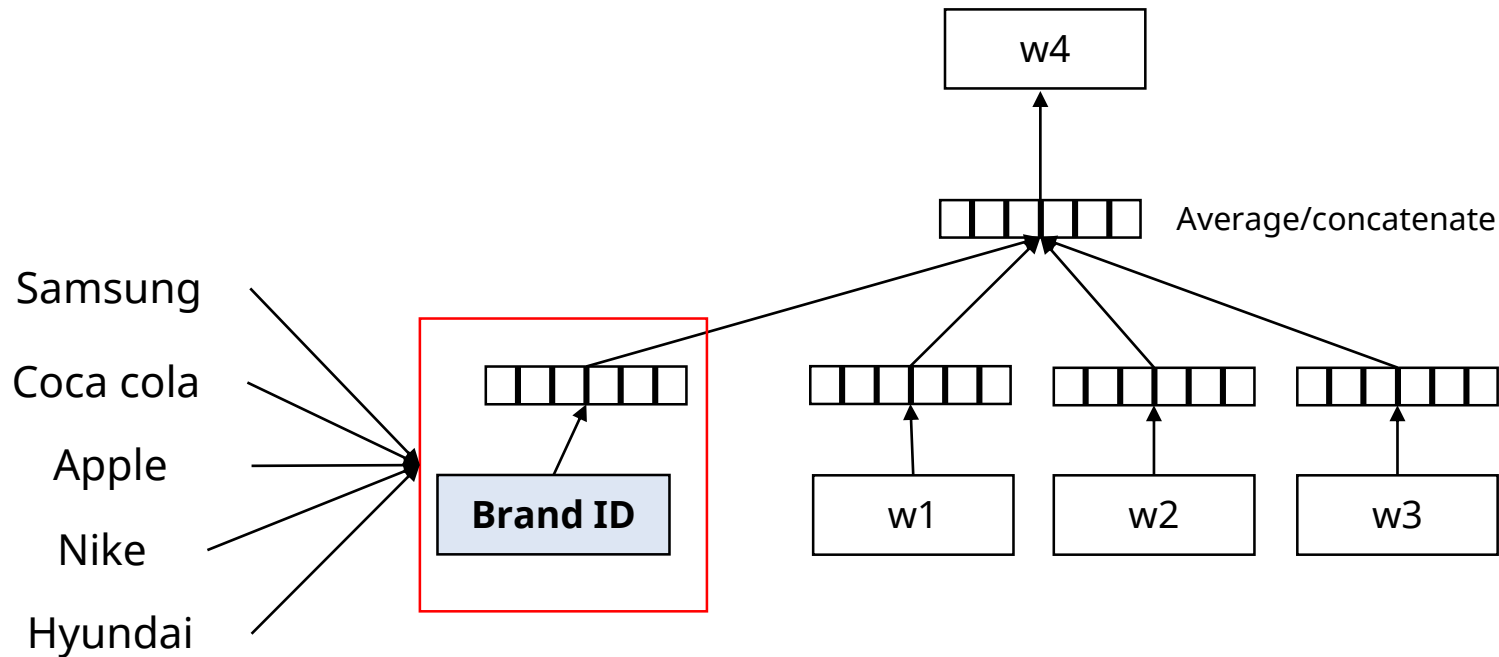 w4
Average/concatenate
Samsung
Coca cola
Apple
Nike
Hyundai
Brand ID
w1
w2
w3